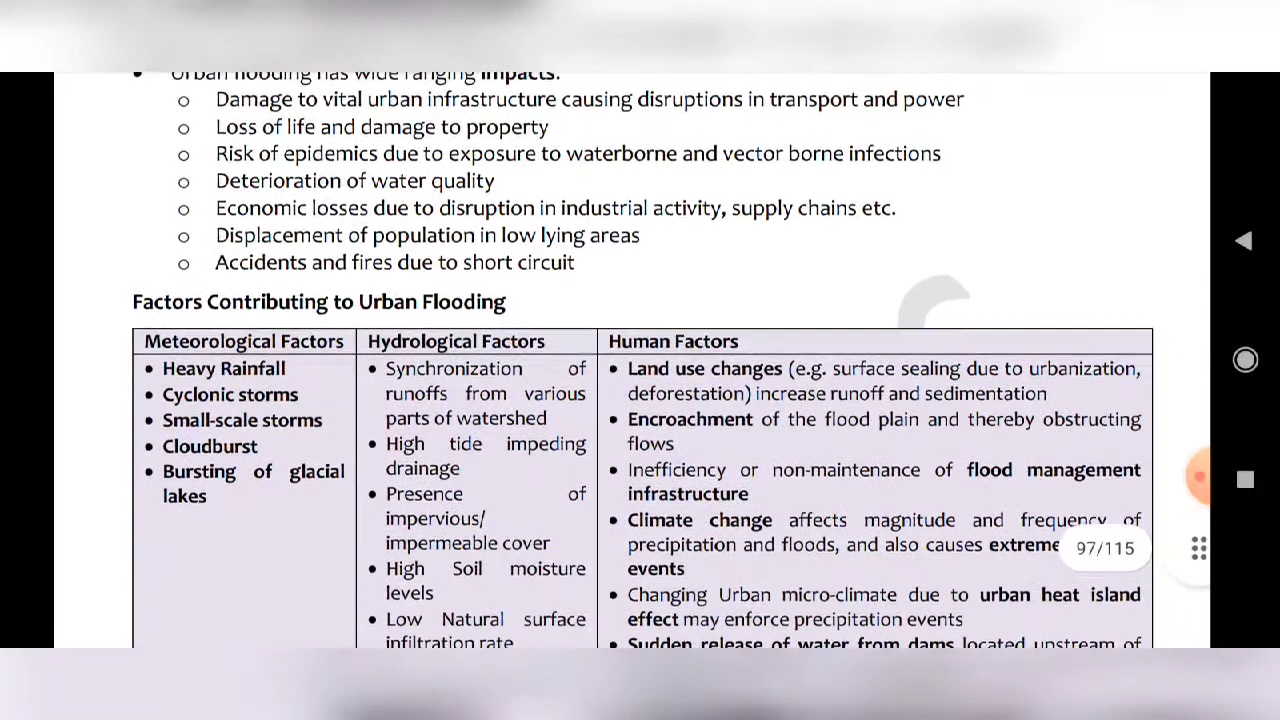 • Urban flooding has wide ranging impacts:
o Damage to vital urban infrastructure causing disruptions in transport and power
o Loss of life and damage to property
o Risk of epidemics due to exposure to waterborne and vector borne infections
o Deterioration of water quality
o Economic losses due to disruption in industrial activity, supply chains etc.
o Displacement of population in low lying areas
o Accidents and fires due to short circuit
Factors Contributing to Urban Flooding
Meteorological Factors
• Heavy Rainfall
• Cyclonic storms
• Small-scale storms
• Cloudburst
• Bursting of glacial
lakes
Hydrological Factors
• Synchronization of
runoffs from various
parts of watershed
• High tide impeding
drainage
• Presence of
impervious/
impermeable cover
• High Soil moisture
levels
• Low Natural surface
infiltration rate
Human Factors
• Land use changes (e.g. surface sealing due to urbanization,
deforestation) increase runoff and sedimentation
• Encroachment of the flood plain and thereby obstructing
flows
• Inefficiency or non-maintenance of flood management
infrastructure
• Climate change affects magnitude and frequency of
precipitation and floods, and also causes extreme
events
• Changing Urban micro-climate due to urban heat island
effect may enforce precipitation events
• Sudden release of water from dams located upstream of
97/115